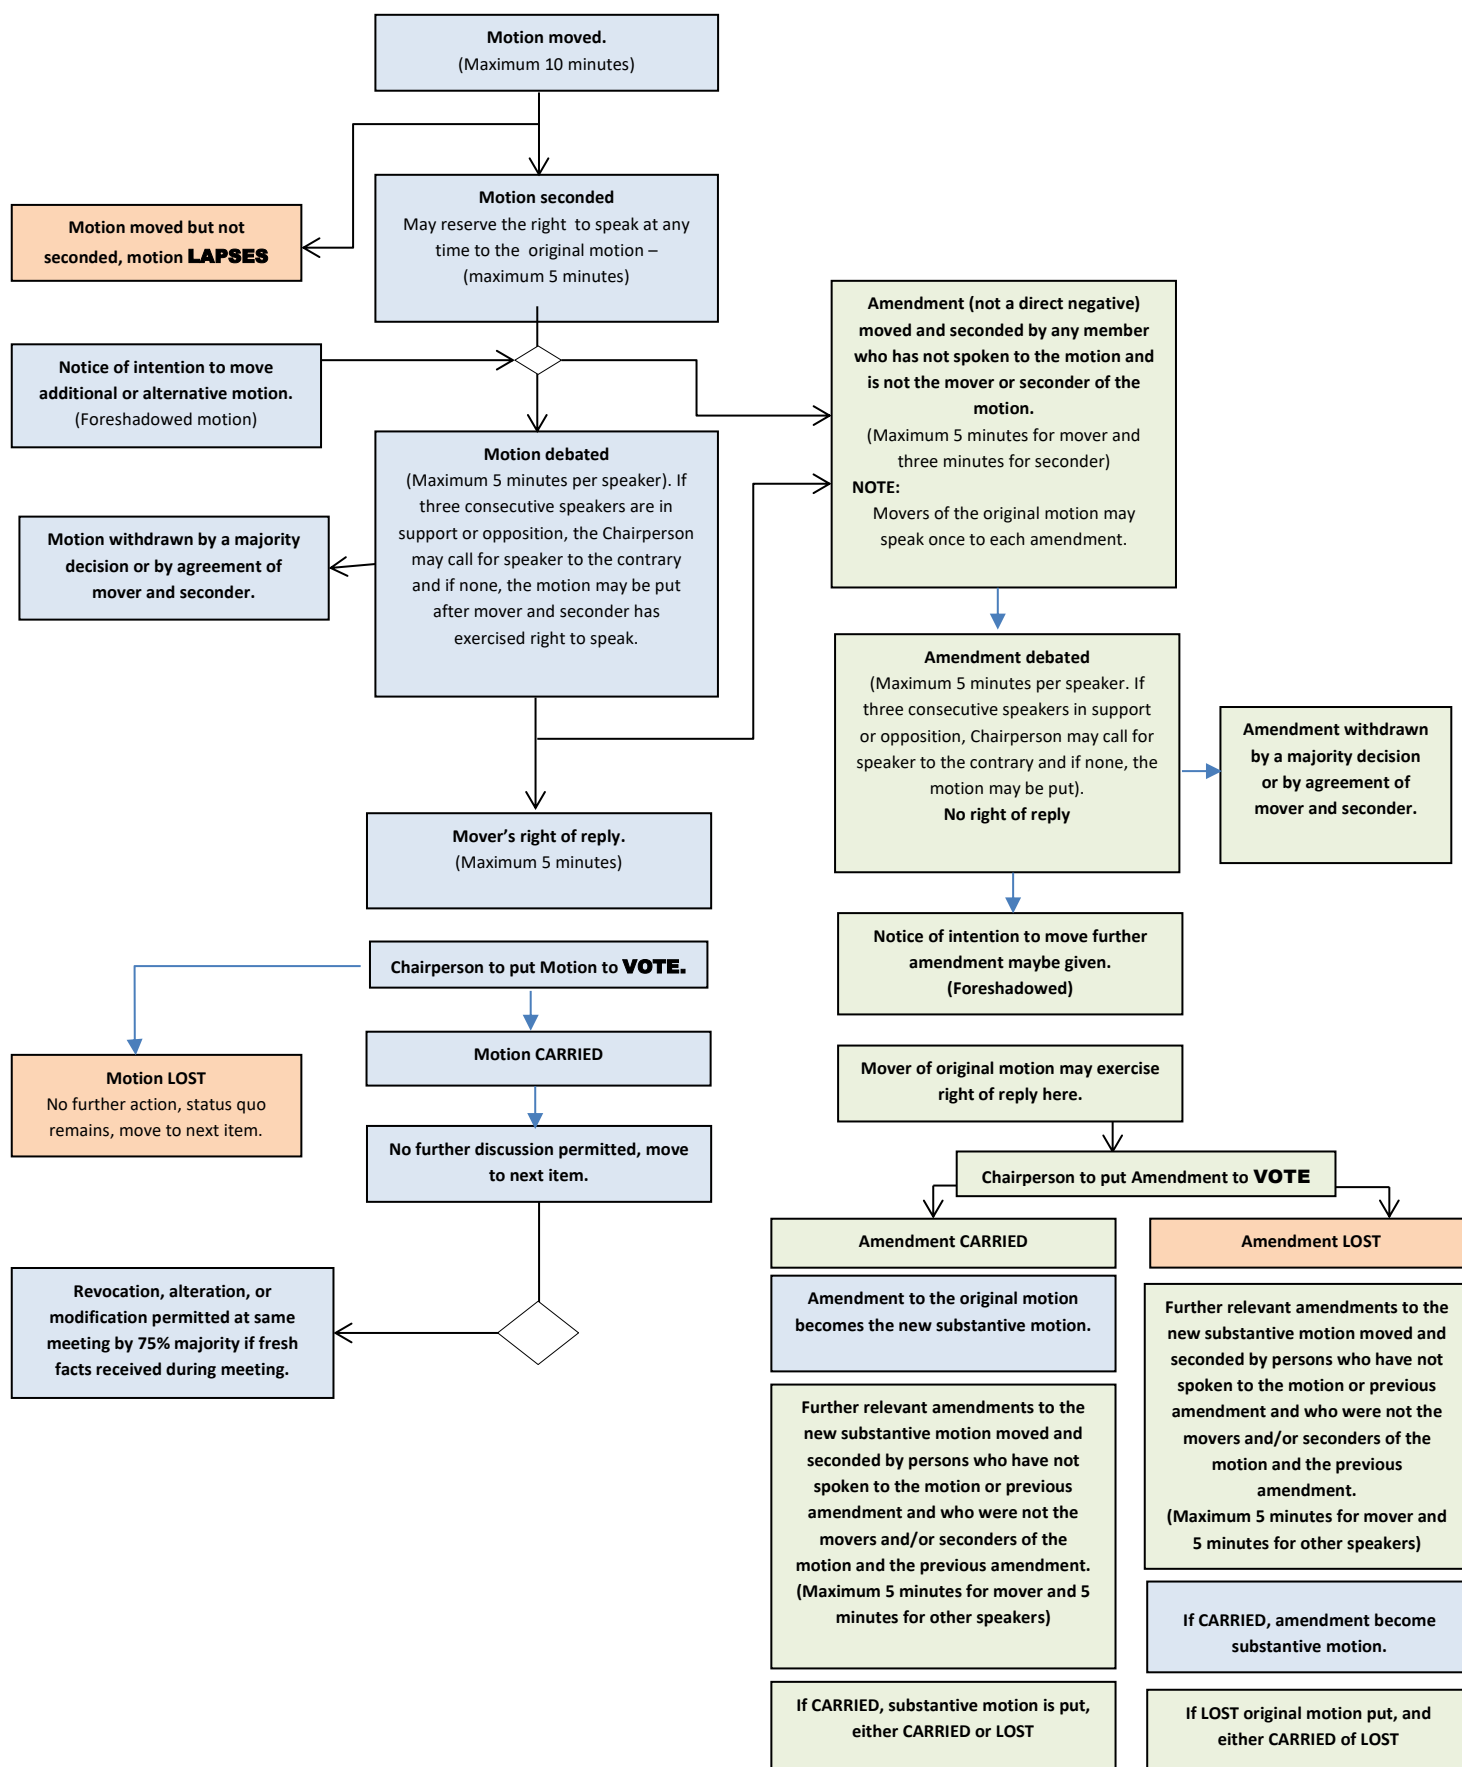 Motion moved.
(Maximum 10 minutes)
Motion seconded
May reserve the right to speak at any
time to the original motion –
(maximum 5 minutes)
Motion moved but not
seconded, motion LAPSES
Notice of intention to move
additional or alternative motion.
(Foreshadowed motion)
Motion debated
(Maximum 5 minutes per speaker). If
three consecutive speakers are in
support or opposition, the Chairperson
may call for speaker to the contrary
and if none, the motion may be put
after mover and seconder has
exercised right to speak.
Motion withdrawn by a majority
decision or by agreement of
mover and seconder.
Mover’s right of reply.
(Maximum 5 minutes)
Chairperson to put Motion to VOTE.
Motion CARRIED
Motion LOST
No further action, status quo
remains, move to next item.
No further discussion permitted, move
to next item.
Revocation, alteration, or
modification permitted at same
meeting by 75% majority if fresh
facts received during meeting.
Amendment (not a direct negative)
moved and seconded by any member
who has not spoken to the motion and
is not the mover or seconder of the
motion.
(Maximum 5 minutes for mover and
three minutes for seconder)
NOTE:
Movers of the original motion may
speak once to each amendment.
Amendment debated
(Maximum 5 minutes per speaker. If
three consecutive speakers in support
or opposition, Chairperson may call for
speaker to the contrary and if none, the
motion may be put).
No right of reply
Amendment withdrawn
by a majority decision
or by agreement of
mover and seconder.
Notice of intention to move further
amendment maybe given.
(Foreshadowed)
Mover of original motion may exercise
right of reply here.
Chairperson to put Amendment to VOTE
Amendment CARRIED
Amendment to the original motion
becomes the new substantive motion.
Further relevant amendments to the
new substantive motion moved and
seconded by persons who have not
spoken to the motion or previous
amendment and who were not the
movers and/or seconders of the
motion and the previous amendment.
(Maximum 5 minutes for mover and 5
minutes for other speakers)
If CARRIED, substantive motion is put,
either CARRIED or LOST
Amendment LOST
Further relevant amendments to the
new substantive motion moved and
seconded by persons who have not
spoken to the motion or previous
amendment and who were not the
movers and/or seconders of the
motion and the previous
amendment.
(Maximum 5 minutes for mover and
5 minutes for other speakers)
If CARRIED, amendment become
substantive motion.
If LOST original motion put, and
either CARRIED of LOST